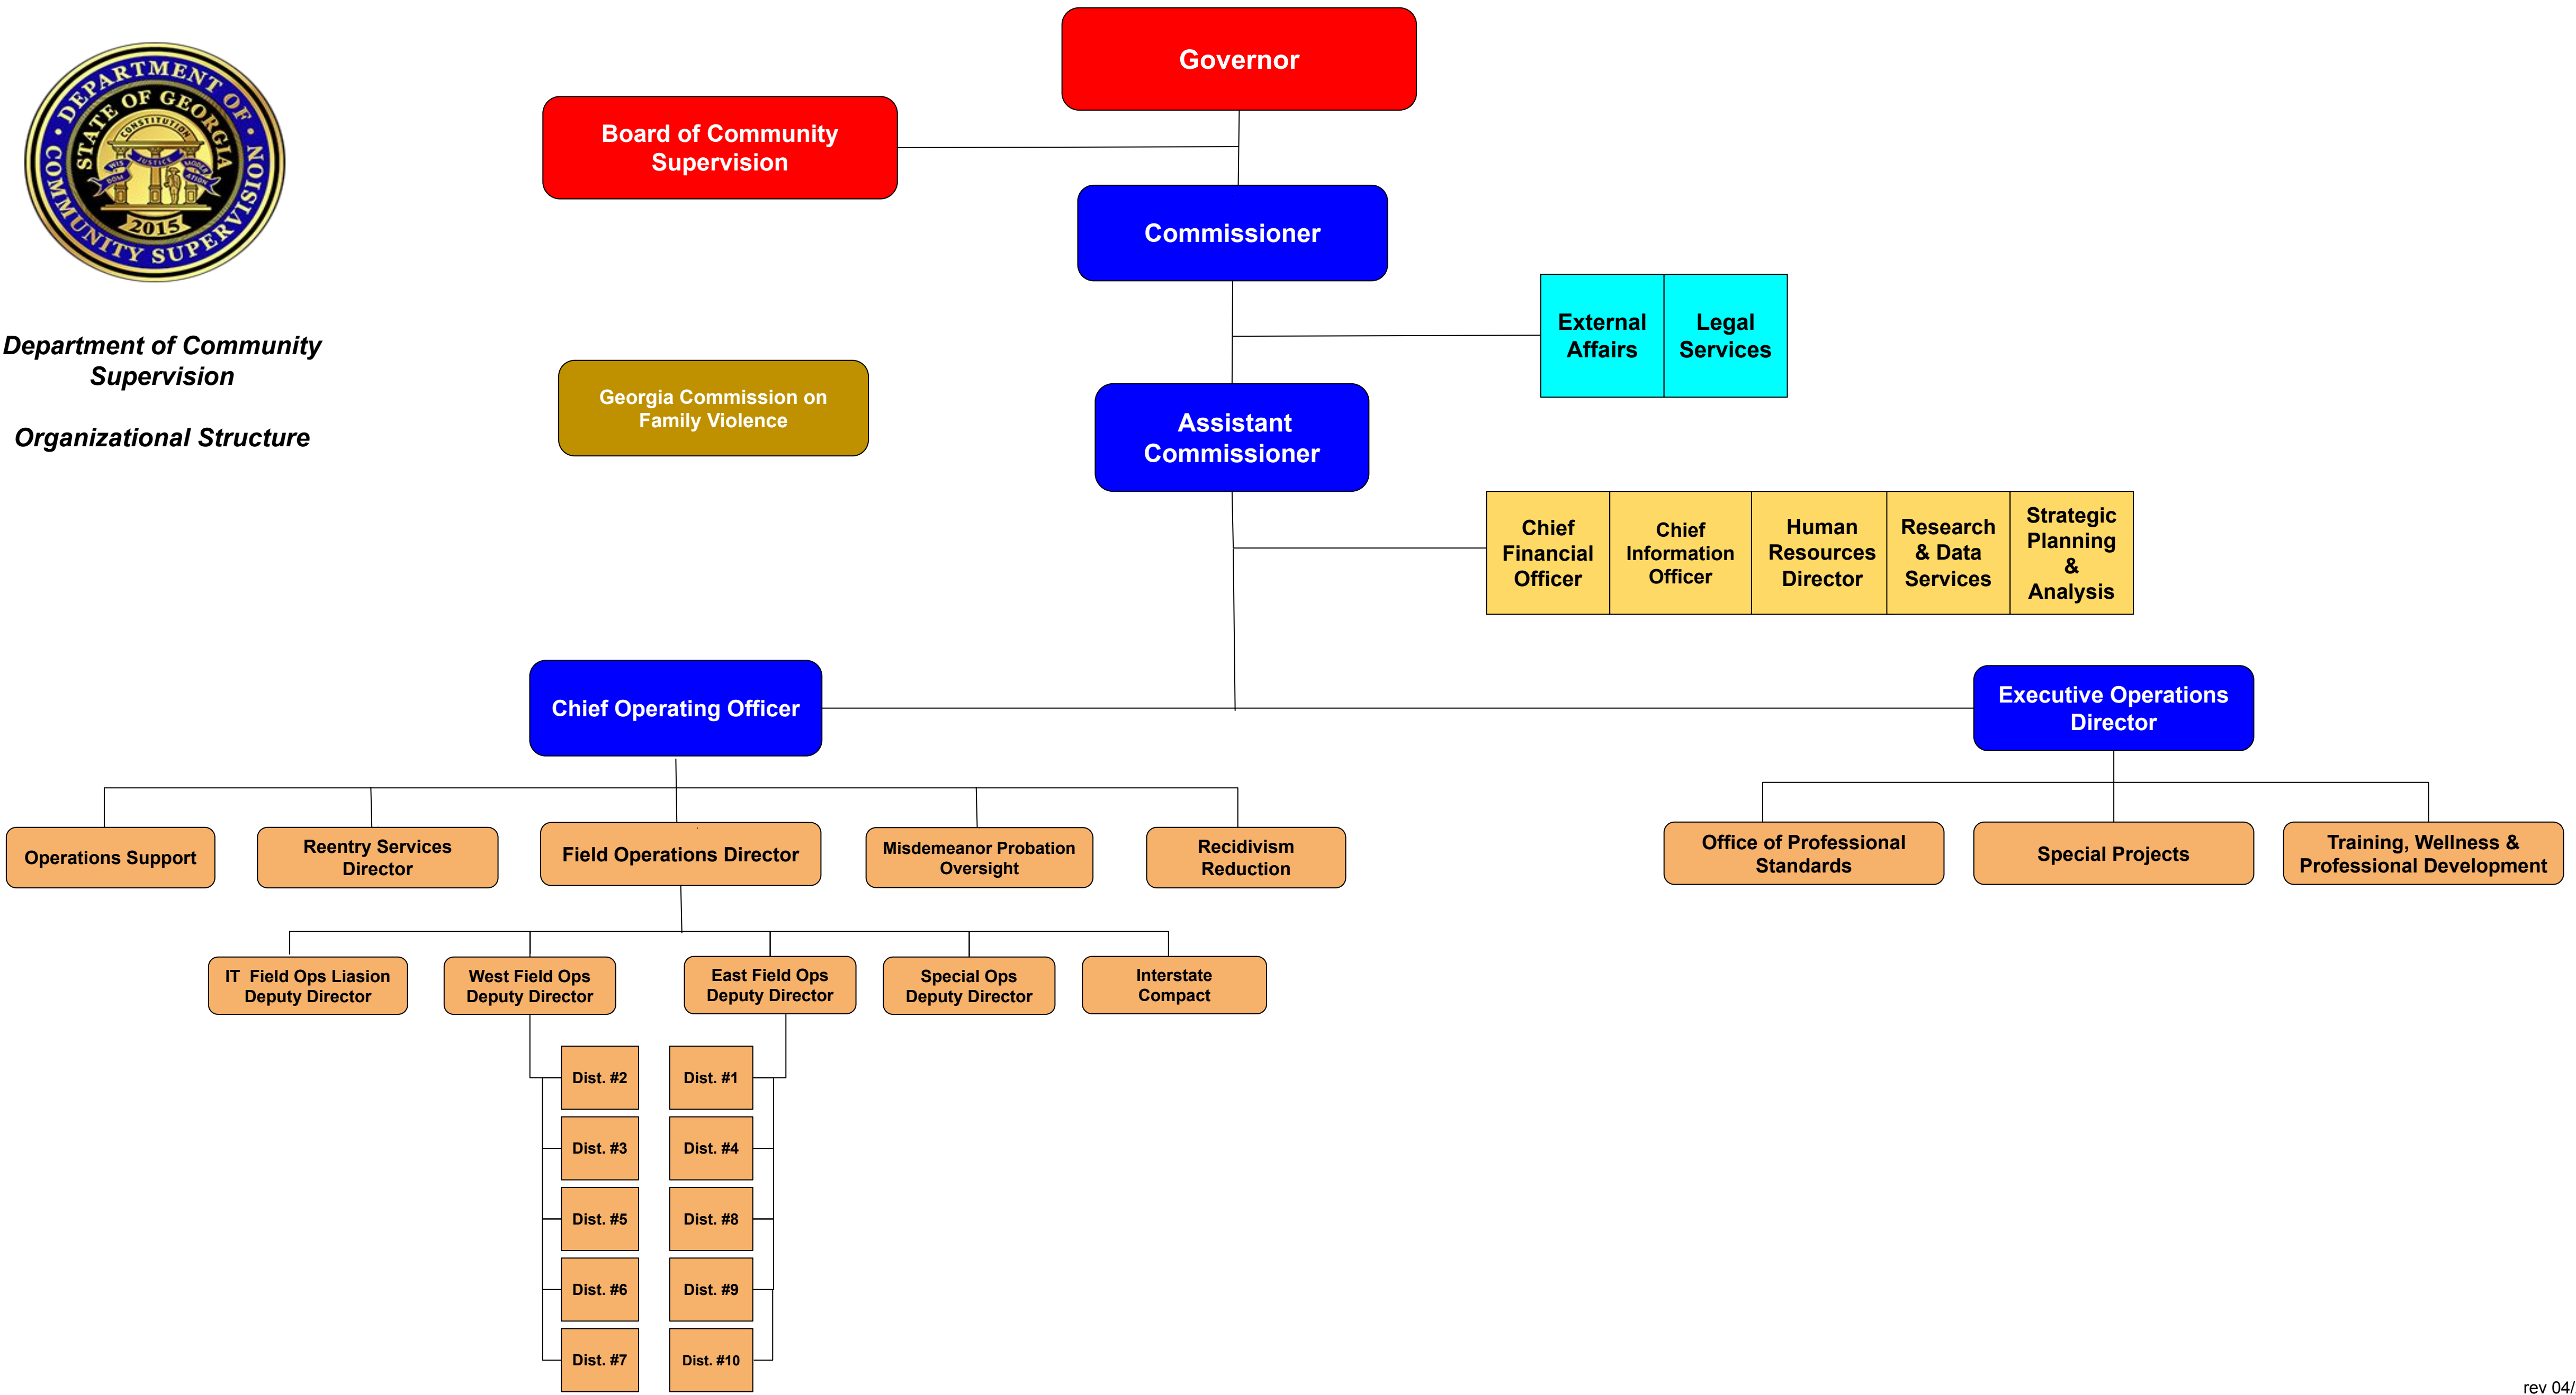 DEPARTMENT OF
COMMUNITY SUPERVISION
STATE OF GEORGIA
CONSTITUTION
WISDOM
JUSTICE
MODERATION
2015
Department of Community
Supervision
Organizational Structure
Governor
Board of Community
Supervision
Commissioner
External
Affairs
Legal
Services
Georgia Commission on
Family Violence
Assistant
Commissioner
Chief
Financial
Officer
Chief
Information
Officer
Human
Resources
Director
Research
& Data
Services
Strategic
Planning
&
Analysis
Chief Operating Officer
Executive Operations
Director
Operations Support
Reentry Services
Director
Field Operations Director
Misdemeanor Probation
Oversight
Recidivism
Reduction
Office of Professional
Standards
Special Projects
Training, Wellness &
Professional Development
IT  Field Ops Liasion
Deputy Director
West Field Ops
Deputy Director
East Field Ops
Deputy Director
Special Ops
Deputy Director
Interstate
Compact
Dist. #2
Dist. #1
Dist. #3
Dist. #4
Dist. #5
Dist. #8
Dist. #6
Dist. #9
Dist. #7
Dist. #10
rev 04/